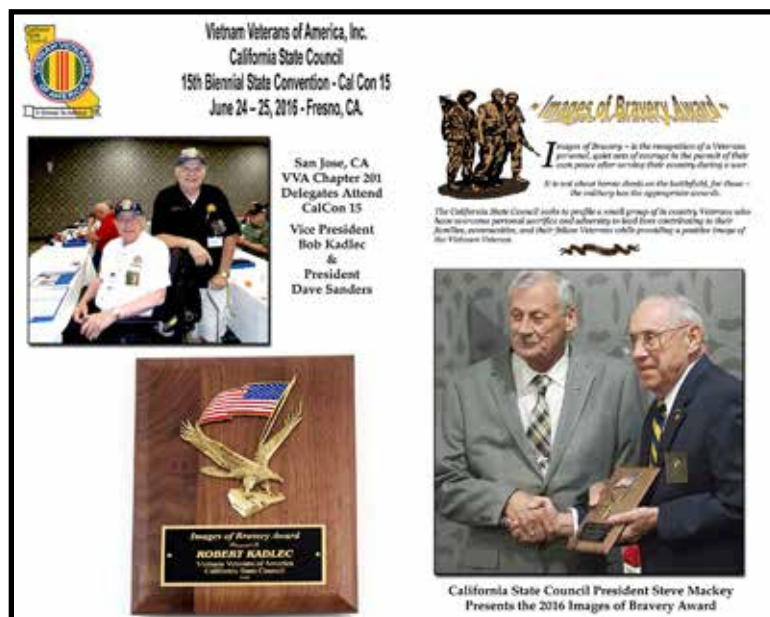 Vietnam Veterans of America, Inc.
California State Council
15th Biennial State Convention - Cal Con 15
June 24 – 25, 2016 - Fresno, CA.
VIETNAM VETERANS
OF AMERICA
San Jose, CA
VVA Chapter 201
Delegates Attend
CalCon 15
Vice President
Bob Kadlec
&
President
Dave Sanders
~ Images of Bravery Award ~
Images of Bravery – is the recognition of a Veterans
personal, quiet acts of courage in the pursuit of their
own peace after serving their country during a war.
It is not about heroic deeds on the battlefield, for those –
the military has the appropriate awards.
The California State Council seeks to profile a small group of its country Veterans who
have overcome personal sacrifice and adversity to lead lives contributing to their
families, communities, and their fellow Veterans while providing a positive image of
the Vietnam Veteran.
Images of Bravery Award
ROBERT KADLEC
Vietnam Veterans of America
California State Council
California State Council President Steve Mackey
Presents the 2016 Images of Bravery Award